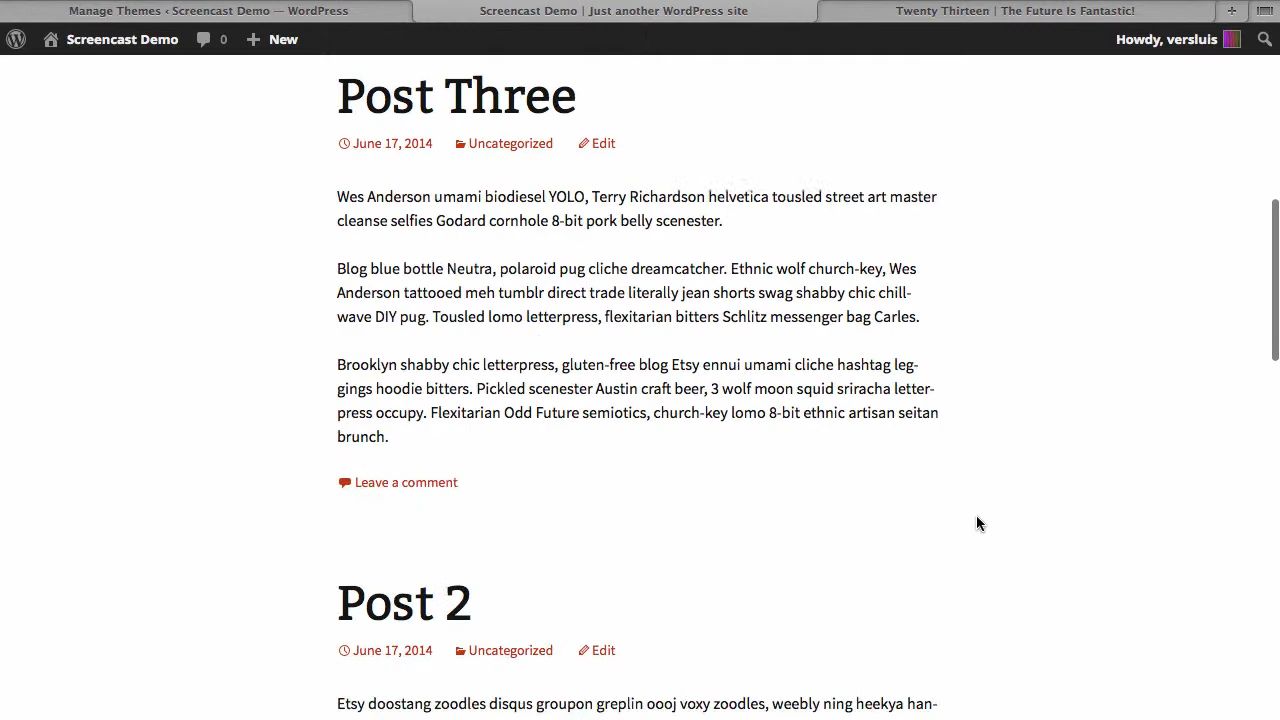 Manage Themes ‹ Screencast Demo — WordPress
Screencast Demo | Just another WordPress site
Twenty Thirteen | The Future Is Fantastic!
Screencast Demo
0
New
Howdy, versluis
Post Three
June 17, 2014
Uncategorized
Edit
Wes Anderson umami biodiesel YOLO, Terry Richardson helvetica tousled street art master
cleanse selfies Godard cornhole 8-bit pork belly scenester.
Blog blue bottle Neutra, polaroid pug cliche dreamcatcher. Ethnic wolf church-key, Wes
Anderson tattooed meh tumblr direct trade literally jean shorts swag shabby chic chill-
wave DIY pug. Tousled lomo letterpress, flexitarian bitters Schlitz messenger bag Carles.
Brooklyn shabby chic letterpress, gluten-free blog Etsy ennui umami cliche hashtag leg-
gings hoodie bitters. Pickled scenester Austin craft beer, 3 wolf moon squid sriracha letter-
press occupy. Flexitarian Odd Future semiotics, church-key lomo 8-bit ethnic artisan seitan
brunch.
Leave a comment
Post 2
June 17, 2014
Uncategorized
Edit
Etsy doostang zoodles disqus groupon greplin oooj voxy zoodles, weebly ning heekya han-